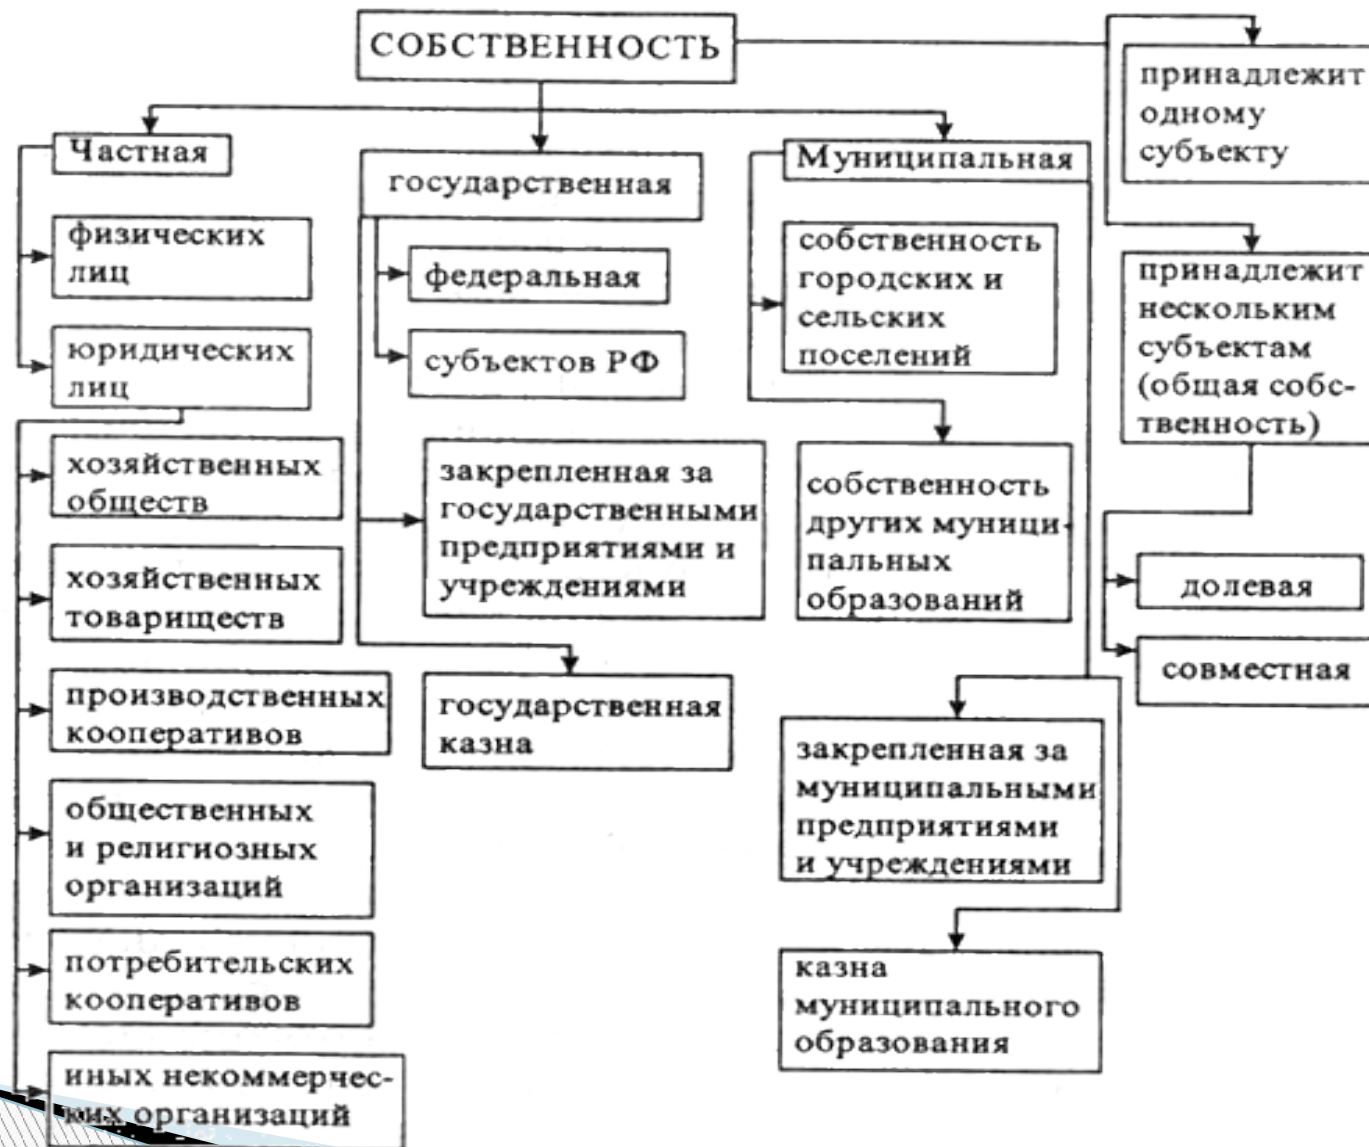 СОБСТВЕННОСТЬ
Частная
физических
лиц
юридических
лиц
хозяйственных
обществ
хозяйственных
товариществ
производственных
кооперативов
общественных
и религиозных
организаций
потребительских
кооперативов
иных некоммерчес-
ких организаций
государственная
федеральная
субъектов РФ
закрепленная за
государственными
предприятиями и
учреждениями
государственная
казна
Муниципальная
собственность
городских и
сельских
поселений
собственность
других муници-
пальных
образований
закрепленная за
муниципальными
предприятиями
и учреждениями
казна
муниципального
образования
принадлежит
одному
субъекту
принадлежит
нескольким
субъектам
(общая собс-
твенность)
долевая
совместная